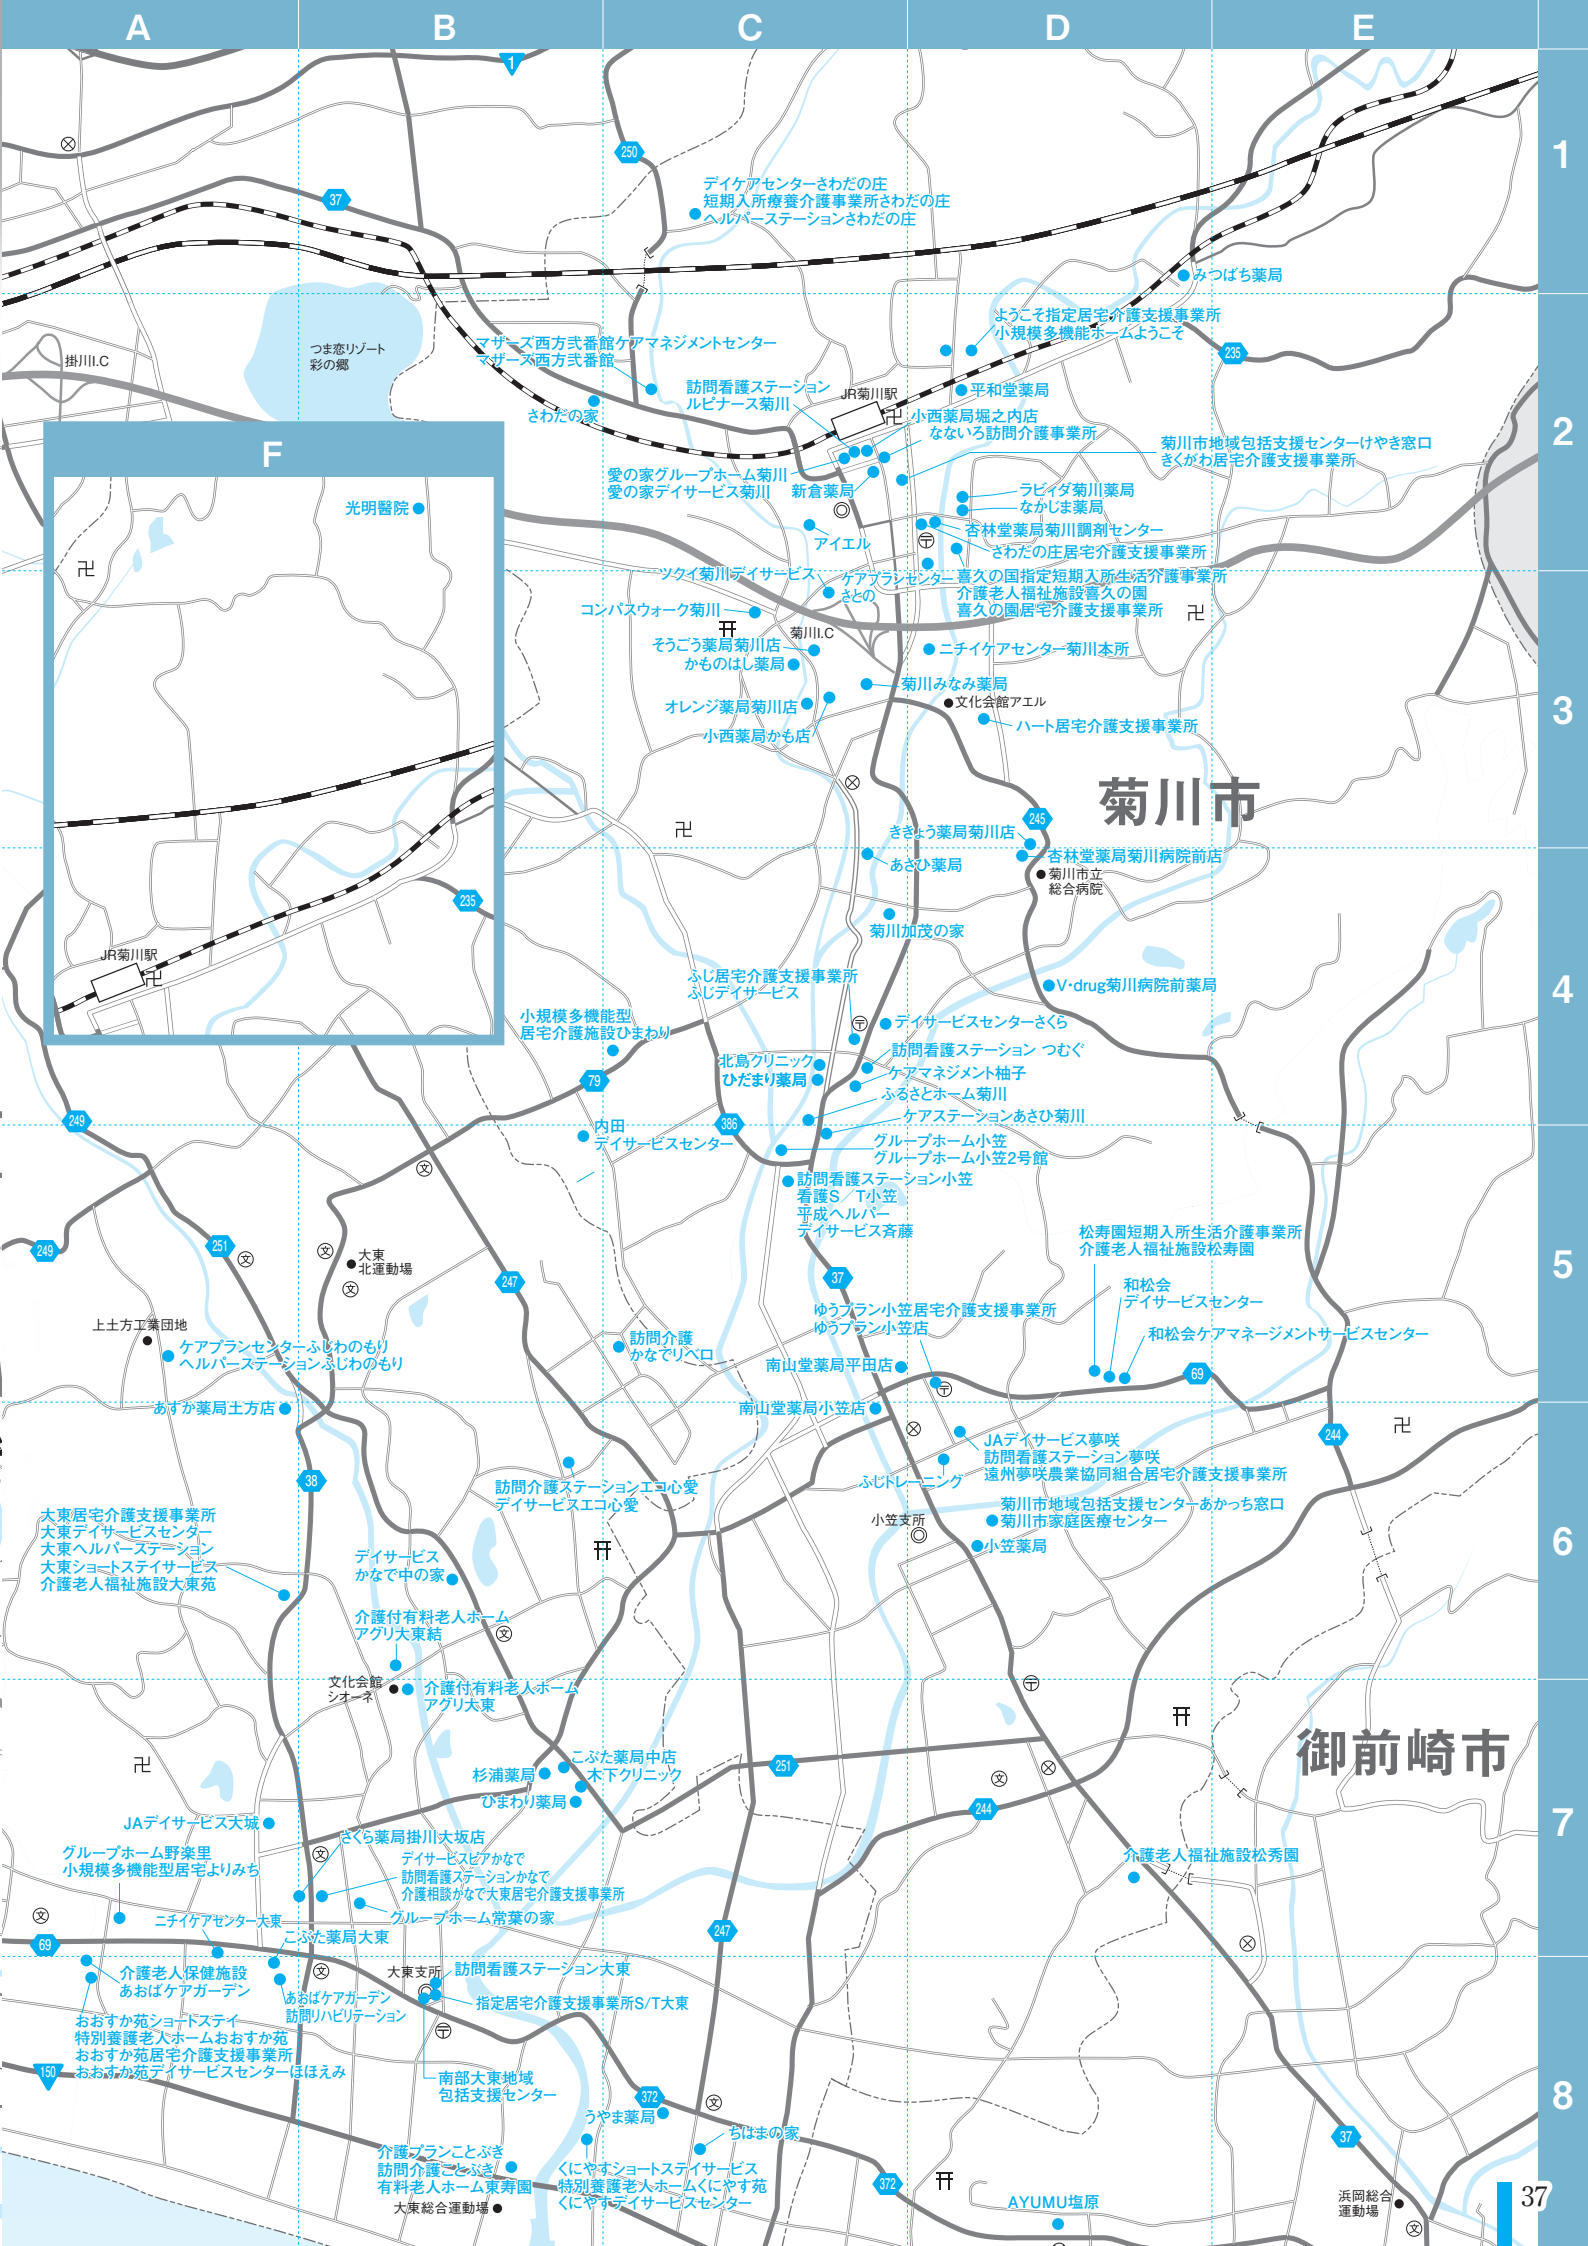 A
B
C
D
E
1
1
250
37
デイケアセンターさわだの庄
短期入所療養介護事業所さわだの庄
ヘルパーステーションさわだの庄
みつばち薬局
ようこそ指定居宅介護支援事業所
小規模多機能ホームようこそ
235
掛川I.C
つま恋リゾート
彩の郷
マザーズ西方弐番館ケアマネジメントセンター
マザーズ西方弐番館
さわだの家
訪問看護ステーション
ルピナース菊川
JR菊川駅
平和堂薬局
小西薬局堀之内店
なないろ訪問介護事業所
2
菊川市地域包括支援センターけやき窓口
きくがわ居宅介護支援事業所
愛の家グループホーム菊川
愛の家デイサービス菊川
新倉薬局
ラビィダ菊川薬局
なかじま薬局
アイエル
杏林堂薬局菊川調剤センター
さわだの庄居宅介護支援事業所
F
光明醫院
235
JR菊川駅
ソクイ菊川デイサービス
ケアプランセンター
さとの
喜久の国指定短期入所生活介護事業所
介護老人福祉施設喜久の園
喜久の園居宅介護支援事業所
コンパスウォーク菊川
菊川I.C
そうごう薬局菊川店
かものはし薬局
ニチイケアセンター菊川本所
菊川みなみ薬局
オレンジ薬局菊川店
文化会館アエル
3
小西薬局かも店
ハート居宅介護支援事業所
菊川市
245
ききょう薬局菊川店
杏林堂薬局菊川病院前店
あさひ薬局
菊川市立
総合病院
菊川加茂の家
ふじ居宅介護支援事業所
ふじデイサービス
V・drug菊川病院前薬局
4
小規模多機能型
居宅介護施設ひまわり
デイサービスセンターさくら
訪問看護ステーション つむぐ
北島クリニック
ひだまり薬局
ケアマネジメント柚子
79
ふるさとホーム菊川
249
386
ケアステーションあさひ菊川
内田
デイサービスセンター
グループホーム小笠
グループホーム小笠2号館
訪問看護ステーション小笠
看護S T小笠
平成ヘルパー
デイサービス斉藤
249
251
大東
北運動場
247
37
松寿園短期入所生活介護事業所
介護老人福祉施設松寿園
5
和松会
デイサービスセンター
ゆうプラン小笠居宅介護支援事業所
ゆうプラン小笠店
和松会ケアマネージメントサービスセンター
上土方工業団地
ケアプランセンターふじわのもり
ヘルパーステーションふじわのもり
訪問介護
かなでリベロ
南山堂薬局平田店
69
あすか薬局土方店
南山堂薬局小笠店
244
38
JAデイサービス夢咲
訪問看護ステーション夢咲
遠州夢咲農業協同組合居宅介護支援事業所
ふじトレーニング
訪問介護ステーションエコ心愛
デイサービスエコ心愛
菊川市地域包括支援センターあかっち窓口
菊川市家庭医療センター
小笠支所
小笠薬局
6
大東居宅介護支援事業所
大東デイサービスセンター
大東ヘルパーステーション
大東ショートステイサービス
介護老人福祉施設大東苑
デイサービス
かなで中の家
介護付有料老人ホーム
アグリ大東結
文化会館
シオーネ
介護付有料老人ホーム
アグリ大東
御前崎市
こぶた薬局中店
杉浦薬局
木下クリニック
ひまわり薬局
251
244
7
JAデイサービス大城
さくら薬局掛川大坂店
グループホーム野楽里
小規模多機能型居宅よりみち
デイサービスピアかなで
訪問看護ステーションかなで
介護相談かなで大東居宅介護支援事業所
介護老人福祉施設松秀園
グループホーム常葉の家
ニチイケアセンター大東
こぶた薬局大東
69
247
介護老人保健施設
あおばケアガーデン
大東支所
訪問看護ステーション大東
あおばケアガーデン
訪問リハビリテーション
指定居宅介護支援事業所S/T大東
おおすか苑ショートステイ
特別養護老人ホームおおすか苑
おおすか苑居宅介護支援事業所
おおすか苑デイサービスセンターほほえみ
150
南部大東地域
包括支援センター
372
うやま薬局
8
ちはまの家
37
介護プランことぶき
訪問介護ことぶき
有料老人ホーム東寿園
くにやすショートステイサービス
特別養護老人ホームくにやす苑
くにやすデイサービスセンター
372
大東総合運動場
AYUMU塩原
浜岡総合
運動場
37